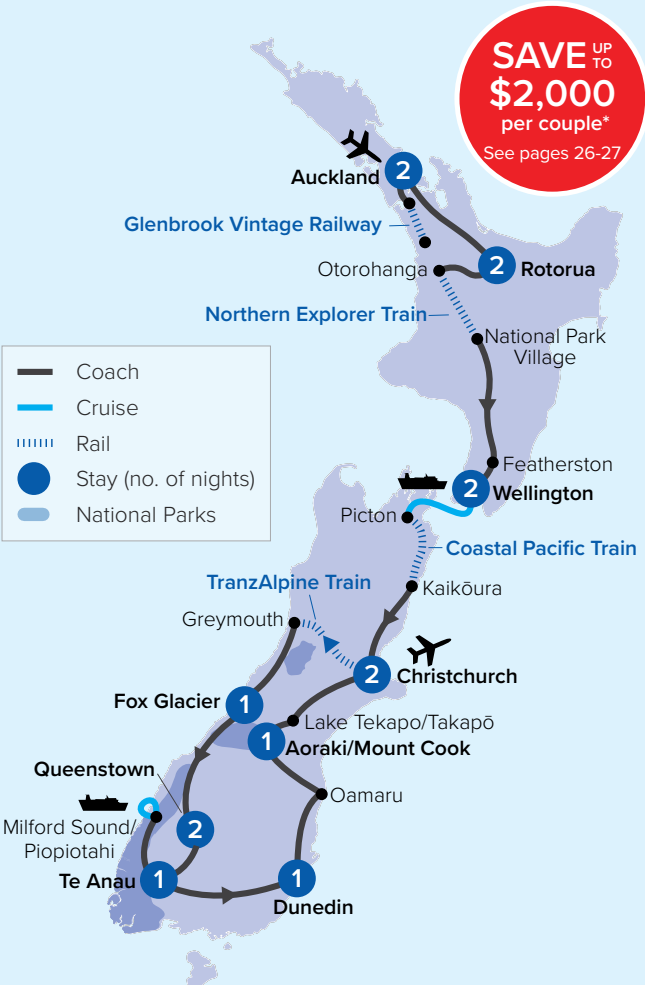 SAVE UP TO
$2,000
per couple*
See pages 26-27
2
Auckland
Glenbrook Vintage Railway
Otorohanga
2
Rotorua
Northern Explorer Train
National Park
Village
Coach
Cruise
Rail
Stay (no. of nights)
National Parks
Featherston
2
Wellington
Picton
Coastal Pacific Train
TranzAlpine Train
Kaikōura
Greymouth
2
Christchurch
Fox Glacier
1
Lake Tekapo/Takapō
1
Aoraki/Mount Cook
Queenstown
Oamaru
2
Milford Sound/
Piopiotahi
Te Anau
1
1
Dunedin